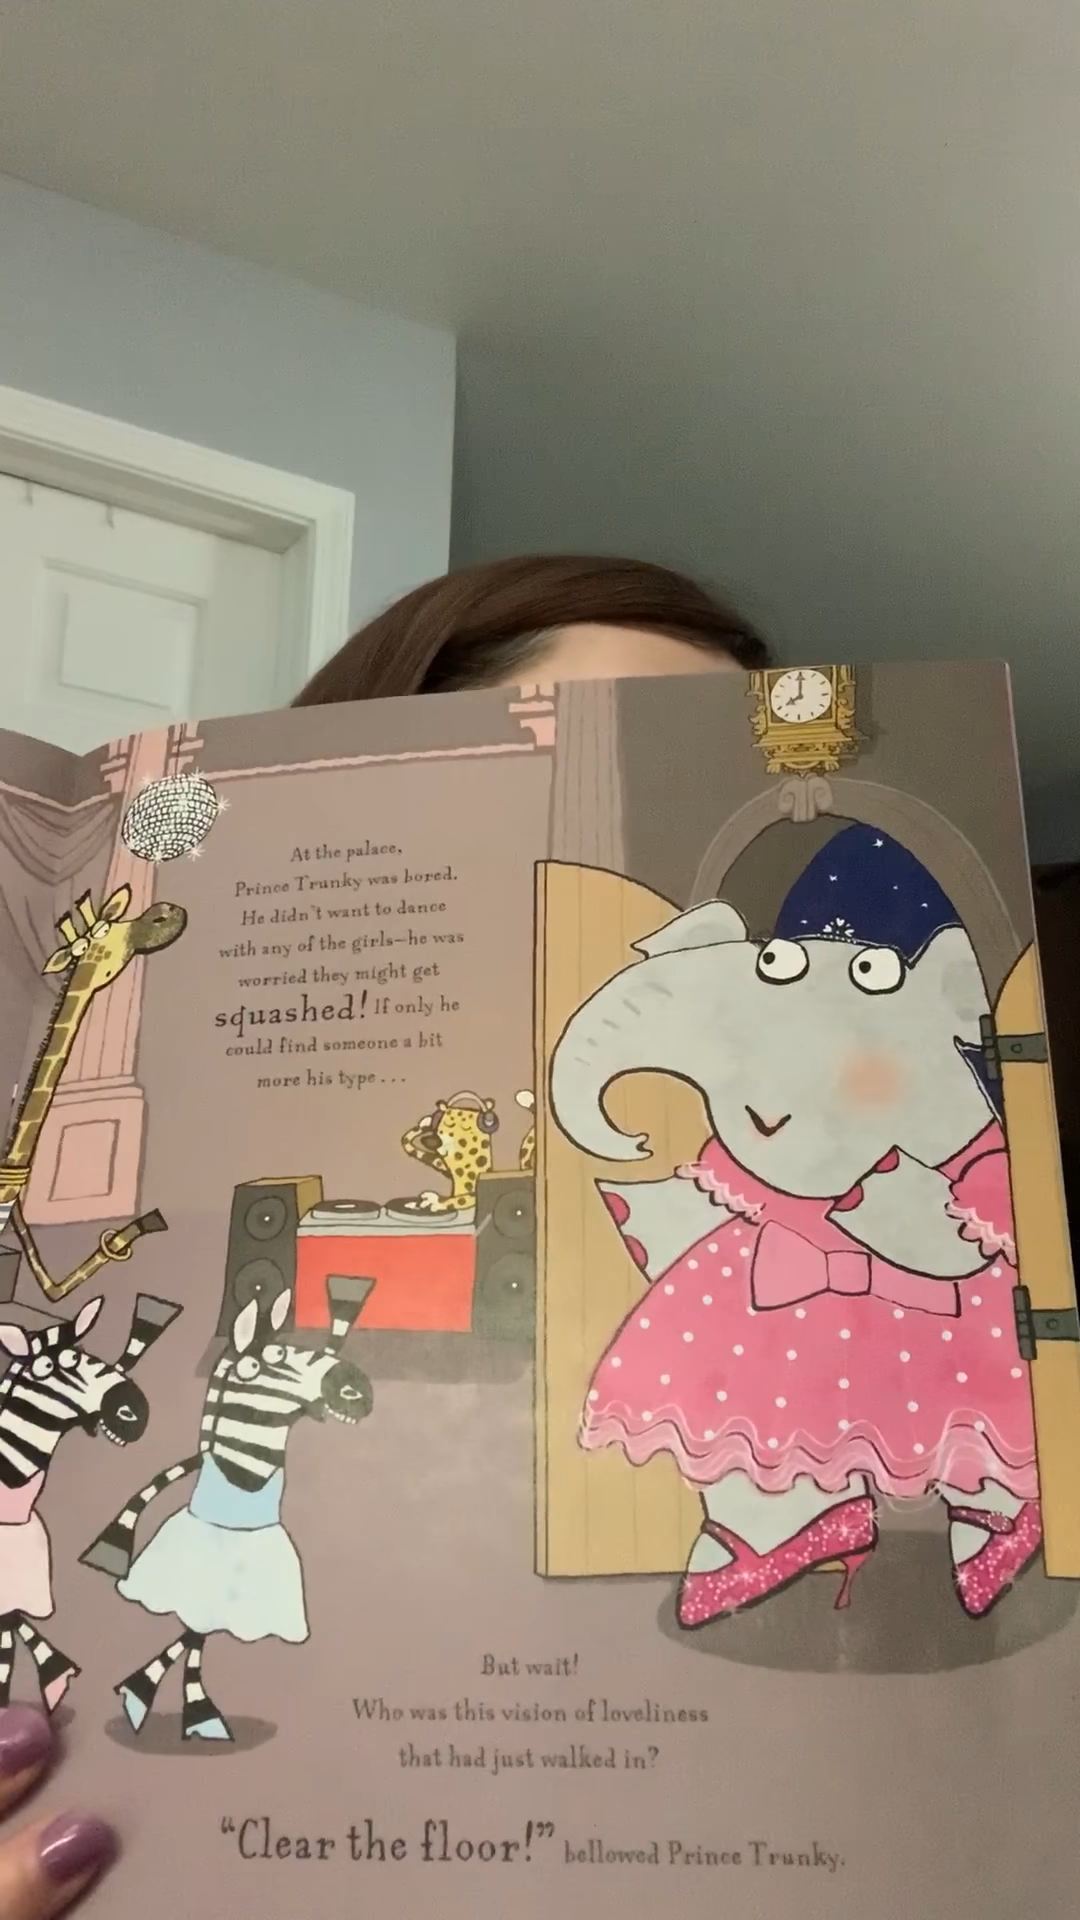 At the palace,
Prince Trunky was bored.
He didn't want to dance
with any of the girls—he was
worried they might get
squashed! If only he
could find someone a bit
more his type...
But wait!
Who was this vision of loveliness
that had just walked in?
"Clear the floor!" bellowed Prince Trunky.